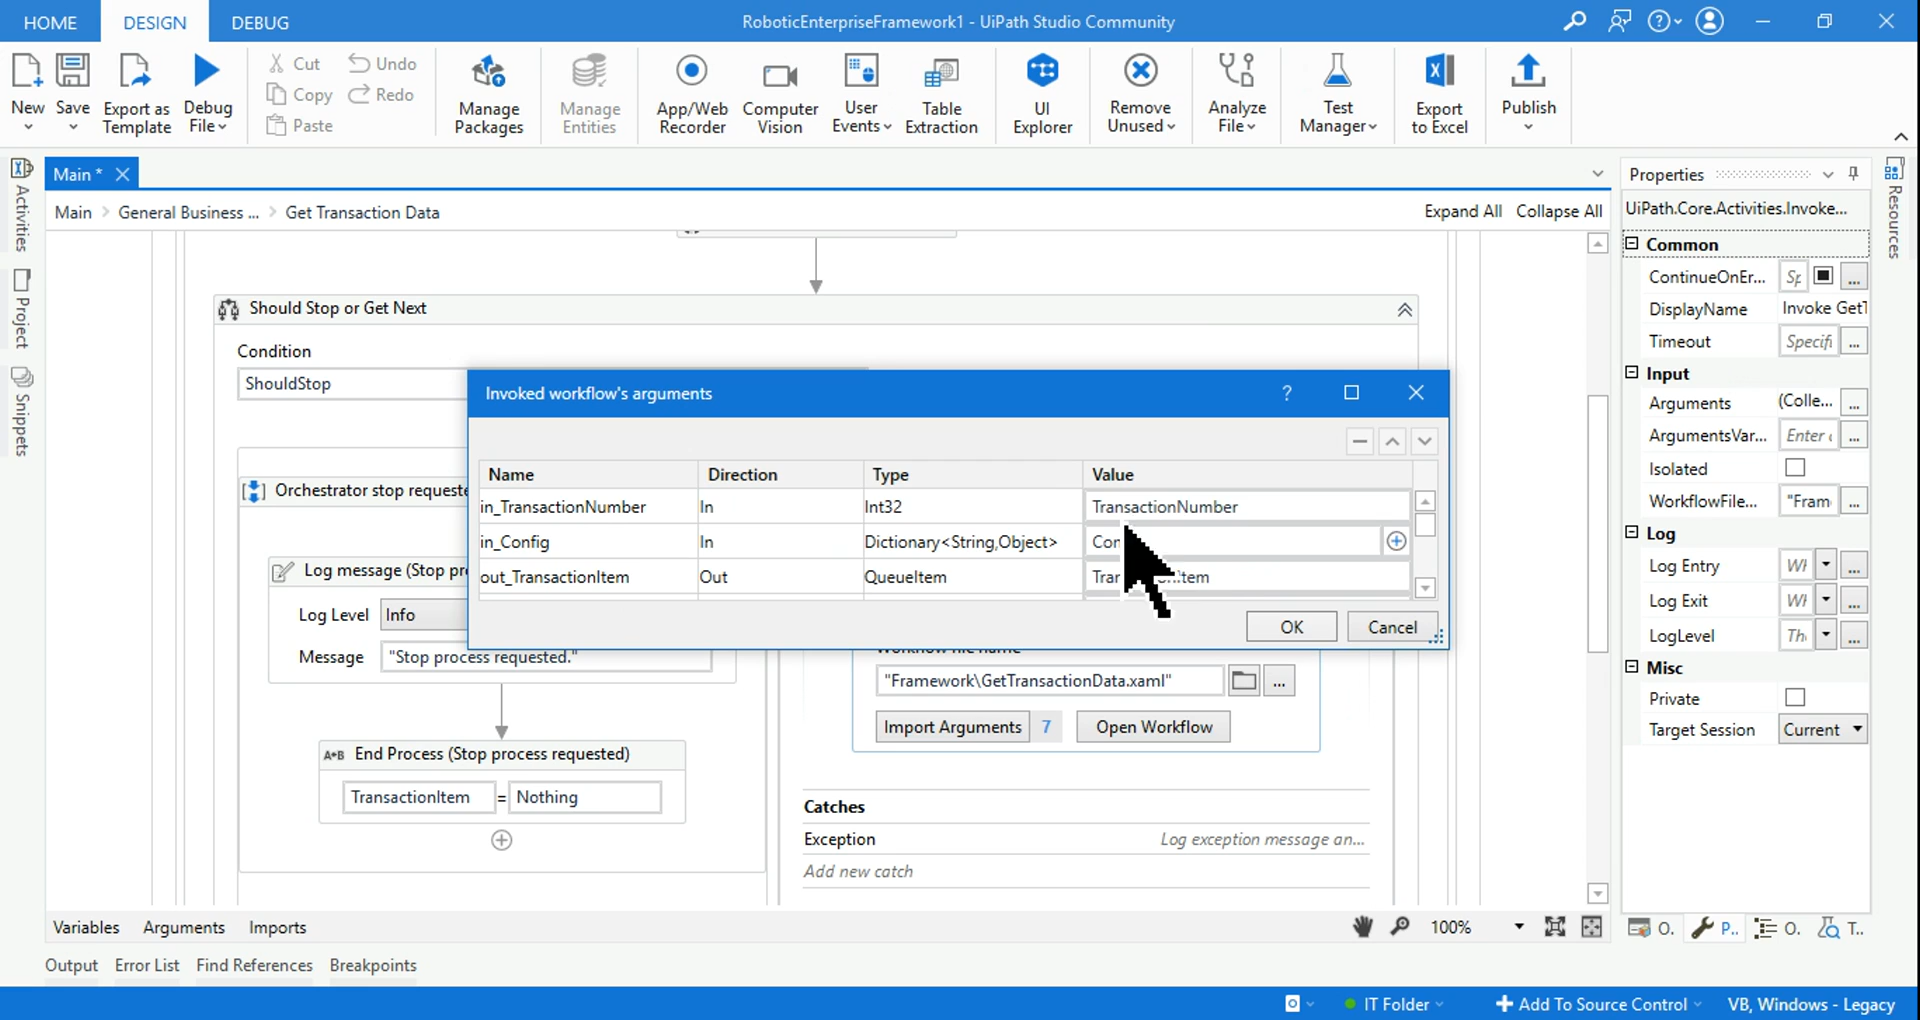 HOME DESIGN DEBUG RoboticEnterpriseFramework1 - UiPath Studio Community
New Save Export as Template Debug File Cut Copy Paste Undo Redo Manage Packages Manage Entities App/Web Recorder Computer Vision User Events Table Extraction UI Explorer Remove Unused Analyze File Test Manager Export to Excel Publish
Activities
Project
Snippets
Main *
Main General Business ... Get Transaction Data Expand All Collapse All
Should Stop or Get Next
Condition
ShouldStop
Orchestrator stop requeste
Log message (Stop pr
Log Level Info
Message "Stop process requested."
End Process (Stop process requested)
TransactionItem = Nothing
Invoked workflow's arguments
Name Direction Type Value
in_TransactionNumber In Int32 TransactionNumber
in_Config In Dictionary<String,Object>
out_TransactionItem Out QueueItem
OK Cancel
"Framework\GetTransactionData.xaml" ...
Import Arguments 7 Open Workflow
Catches
Exception Log exception message an...
Add new catch
Properties
UiPath.Core.Activities.Invoke...
Common
ContinueOnEr... ...
DisplayName Invoke Get
Timeout Specifi ...
Input
Arguments (Colle... ...
ArgumentsVar... Enter ...
Isolated
WorkflowFile... "Fram ...
Log
Log Entry ...
Log Exit ...
LogLevel Th ...
Misc
Private
Target Session Current
Resources
Variables Arguments Imports 100% O. P.. O. T..
Output Error List Find References Breakpoints
IT Folder Add To Source Control VB, Windows - Legacy